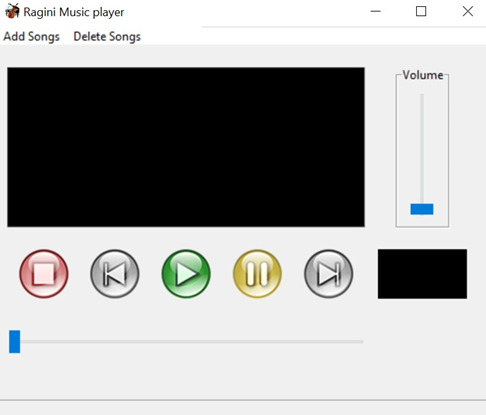 Ragini Music player
Add Songs Delete Songs
Volume